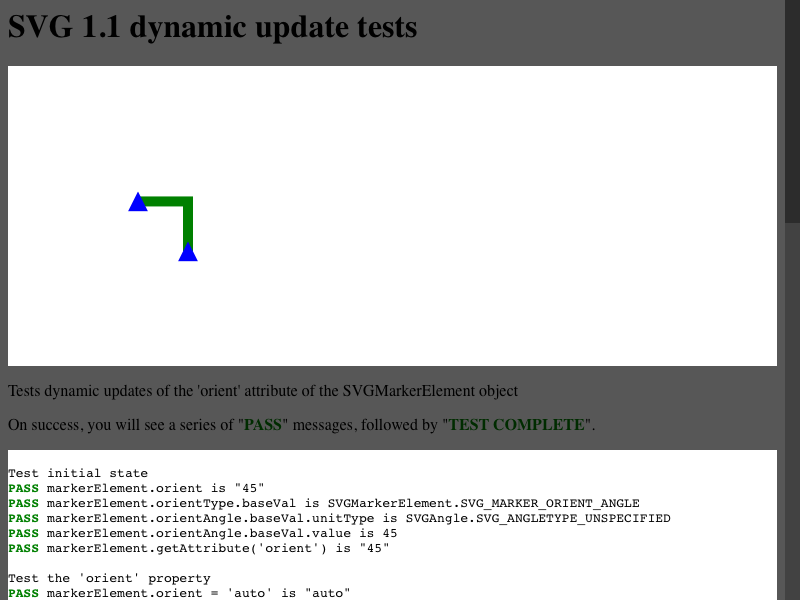 SVG 1.1 dynamic update tests
Tests dynamic updates of the 'orient' attribute of the SVGMarkerElement object
On success, you will see a series of "PASS" messages, followed by "TEST COMPLETE".
Test initial state
PASS markerElement.orient is "45"
PASS markerElement.orientType.baseVal is SVGMarkerElement.SVG_MARKER_ORIENT_ANGLE
PASS markerElement.orientAngle.baseVal.unitType is SVGAngle.SVG_ANGLETYPE_UNSPECIFIED
PASS markerElement.orientAngle.baseVal.value is 45
PASS markerElement.getAttribute('orient') is "45"
Test the 'orient' property
PASS markerElement.orient = 'auto' is "auto"